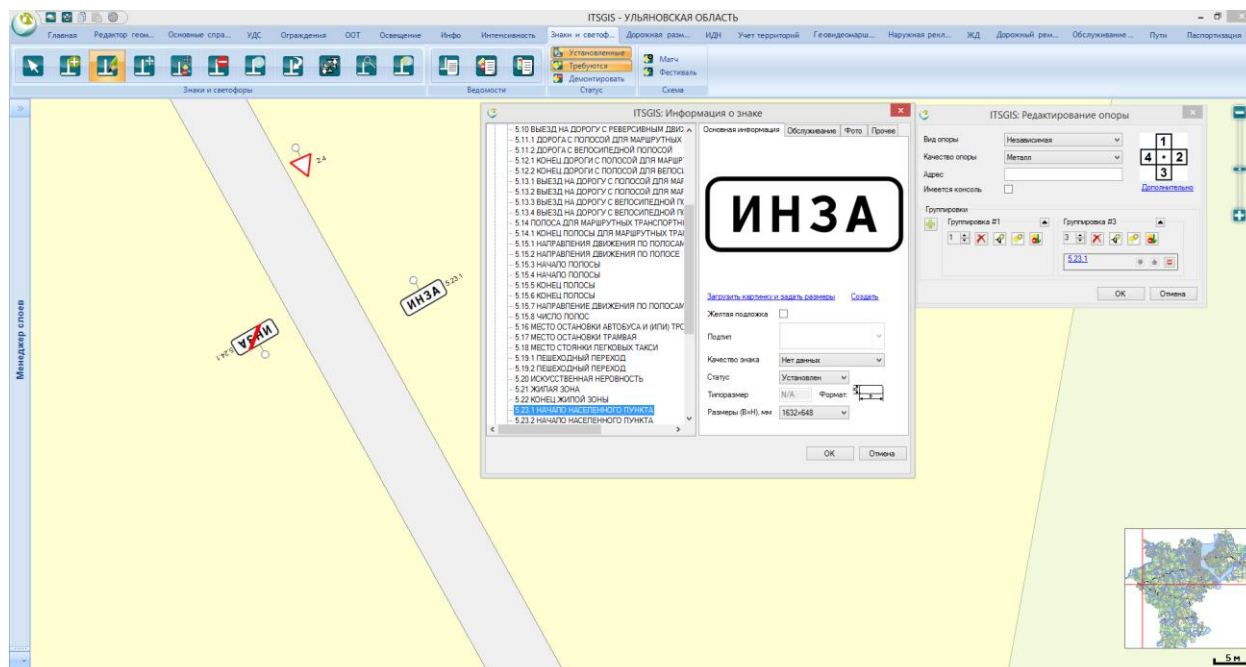 ITSGIS - УЛЬЯНОВСКАЯ ОБЛАСТЬ
Главная Редактор геом... Основные спра... УДС Ограждения ООТ Освещение Инфо Интенсивность Знаки и светоф... Дорожная разм... ИДН Учет территорий Геовидеомарш... Наружная рекл... ЖД Дорожный рем... Обслуживание... Пути Паспортизация
Установленные
Требуются
Демонтировать
Матч
Фестиваль
Знаки и светофоры Ведомости Статус Схема
Менеджер слоев
2.4
ИНЗА 5.23.1
ИНЗА 5.24.1
ITSGIS: Информация о знаке
5.10 ВЫЕЗД НА ДОРОГУ С РЕВЕРСИВНЫМ ДВИ
5.11.1 ДОРОГА С ПОЛОСОЙ ДЛЯ МАРШРУТНЫХ
5.11.2 ДОРОГА С ВЕЛОСИПЕДНОЙ ПОЛОСОЙ
5.12.1 КОНЕЦ ДОРОГИ С ПОЛОСОЙ ДЛЯ МАРШР
5.12.2 КОНЕЦ ДОРОГИ С ПОЛОСОЙ ДЛЯ ВЕЛОСИ
5.13.1 ВЫЕЗД НА ДОРОГУ С ПОЛОСОЙ ДЛЯ МАР
5.13.2 ВЫЕЗД НА ДОРОГУ С ПОЛОСОЙ ДЛЯ МАР
5.13.3 ВЫЕЗД НА ДОРОГУ С ВЕЛОСИПЕДНОЙ ПО
5.13.4 ВЫЕЗД НА ДОРОГУ С ВЕЛОСИПЕДНОЙ ПО
5.14 ПОЛОСА ДЛЯ МАРШРУТНЫХ ТРАНСПОРТН
5.14.1 КОНЕЦ ПОЛОСЫ ДЛЯ МАРШРУТНЫХ ТРАН
5.15.1 НАПРАВЛЕНИЯ ДВИЖЕНИЯ ПО ПОЛОСАМ
5.15.2 НАПРАВЛЕНИЯ ДВИЖЕНИЯ ПО ПОЛОСЕ
5.15.3 НАЧАЛО ПОЛОСЫ
5.15.4 НАЧАЛО ПОЛОСЫ
5.15.5 КОНЕЦ ПОЛОСЫ
5.15.6 КОНЕЦ ПОЛОСЫ
5.15.7 НАПРАВЛЕНИЕ ДВИЖЕНИЯ ПО ПОЛОСАМ
5.15.8 ЧИСЛО ПОЛОС
5.16 МЕСТО ОСТАНОВКИ АВТОБУСА И (ИЛИ) ТРО
5.17 МЕСТО ОСТАНОВКИ ТРАМВАЯ
5.18 МЕСТО СТОЯНКИ ЛЕГКОВЫХ ТАКСИ
5.19.1 ПЕШЕХОДНЫЙ ПЕРЕХОД
5.19.2 ПЕШЕХОДНЫЙ ПЕРЕХОД
5.20 ИСКУССТВЕННАЯ НЕРОВНОСТЬ
5.21 ЖИЛАЯ ЗОНА
5.22 КОНЕЦ ЖИЛОЙ ЗОНЫ
5.23.1 НАЧАЛО НАСЕЛЕННОГО ПУНКТА
5.23.2 НАЧАЛО НАСЕЛЕННОГО ПУНКТА
Основная информация Обслуживание Фото Прочее
ИНЗА
Загрузить картинку и задать размеры Создать
Желтая подложка
Подтип
Качество знака Нет данных
Статус Установлен
Типоразмер N/A Формат:
Размеры (B×H), мм 1632×648
ОК Отмена
ITSGIS: Редактирование опоры
Вид опоры Независимая
Качество опоры Металл
Адрес
Имеется консоль
1
4 2
3
Дополнительно
Группировки
Группировка #1 Группировка #3
1 3
5.23.1
ОК Отмена
5 м